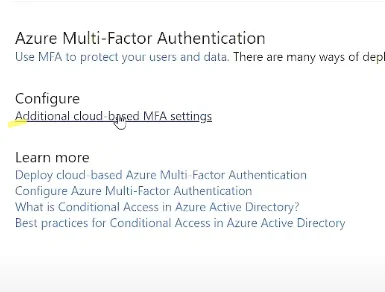 Azure Multi-Factor Authentication
Use MFA to protect your users and data. There are many ways of depl
Configure
Additional cloud-based MFA settings
Learn more
Deploy cloud-based Azure Multi-Factor Authentication
Configure Azure Multi-Factor Authentication
What is Conditional Access in Azure Active Directory?
Best practices for Conditional Access in Azure Active Directory